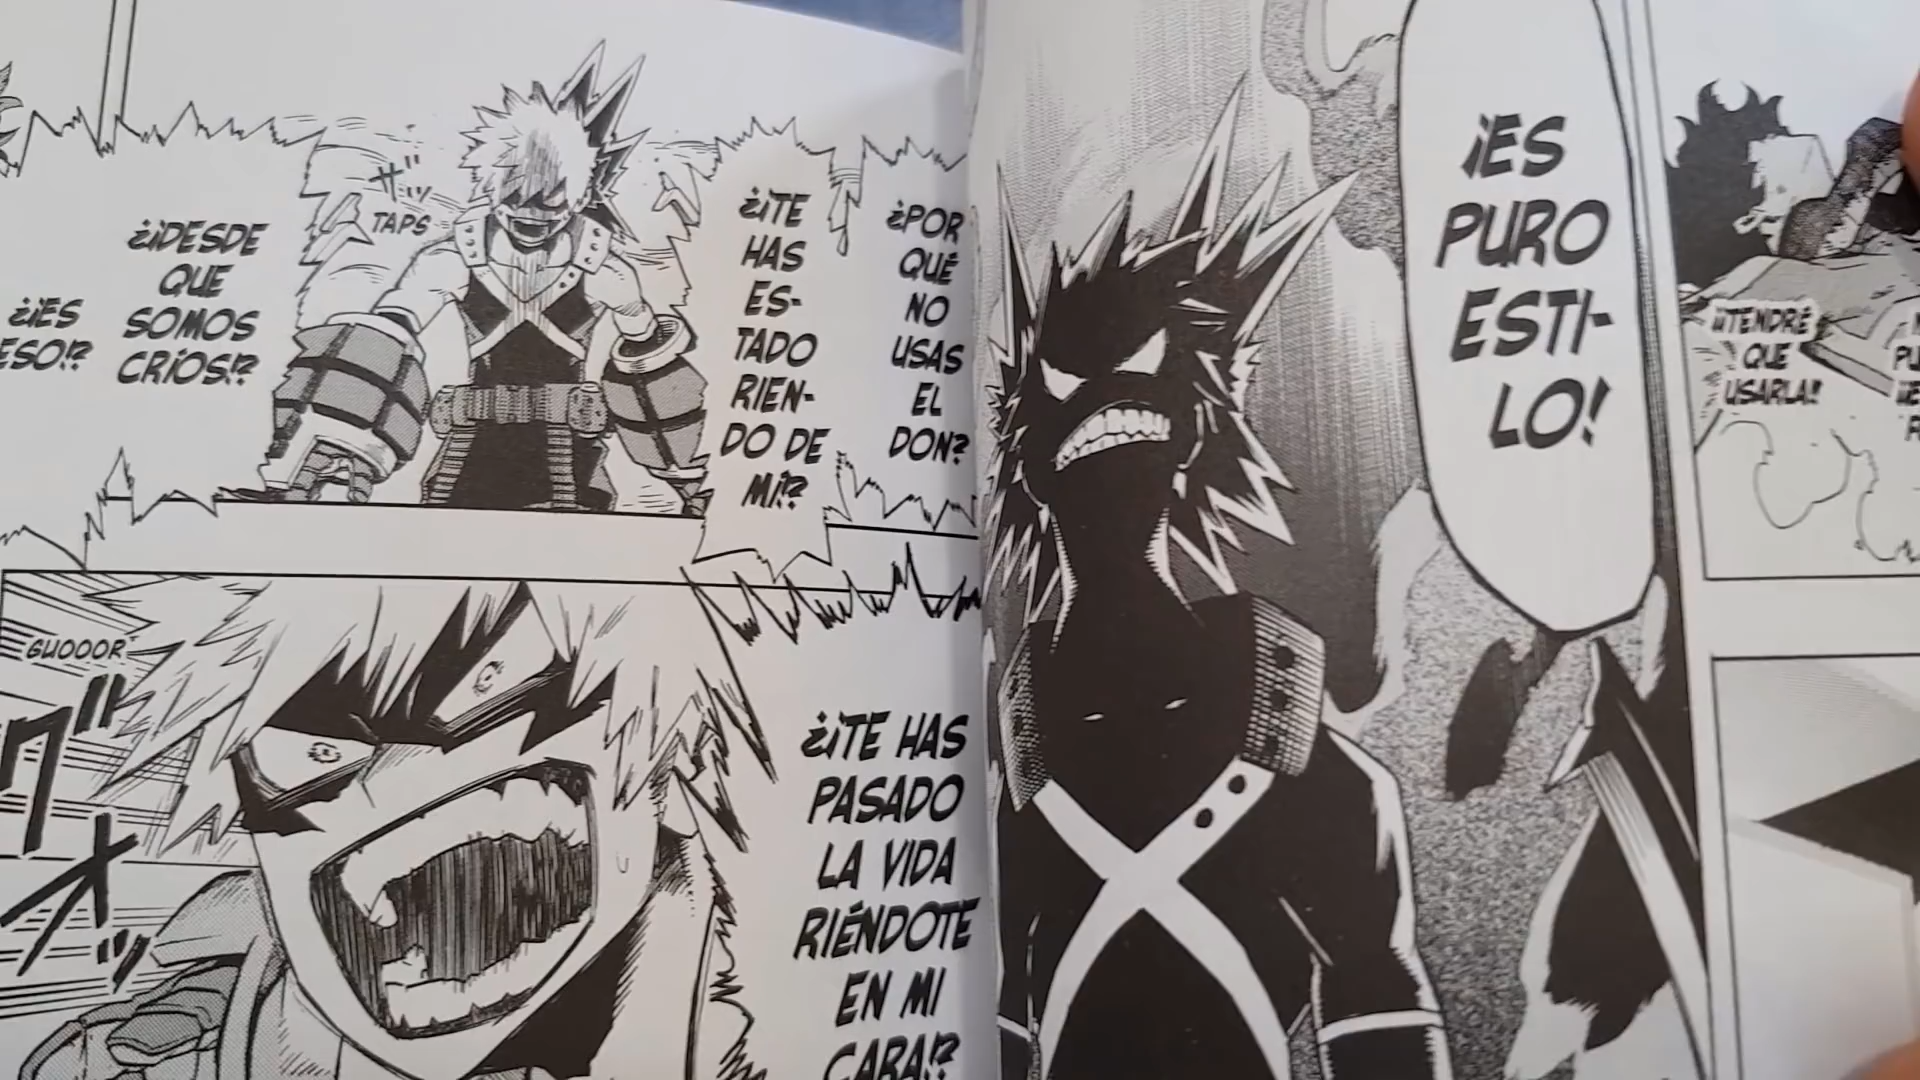 ¿POR
QUÉ
NO
USAS
EL
DON?
¿¡TE
HAS
ES-
TADO
RIEN-
DO DE
MÍ!?
TAPS
¿¡DESDE
QUE
SOMOS
CRÍOS!?
¿¡ES
ESO!?
¿¡TE HAS
PASADO
LA VIDA
RIÉNDOTE
EN MI
CARA!?
GUOOOR
¡ES
PURO
ESTI-
LO!
¡¡TENDRÉ
QUE
USARLA!